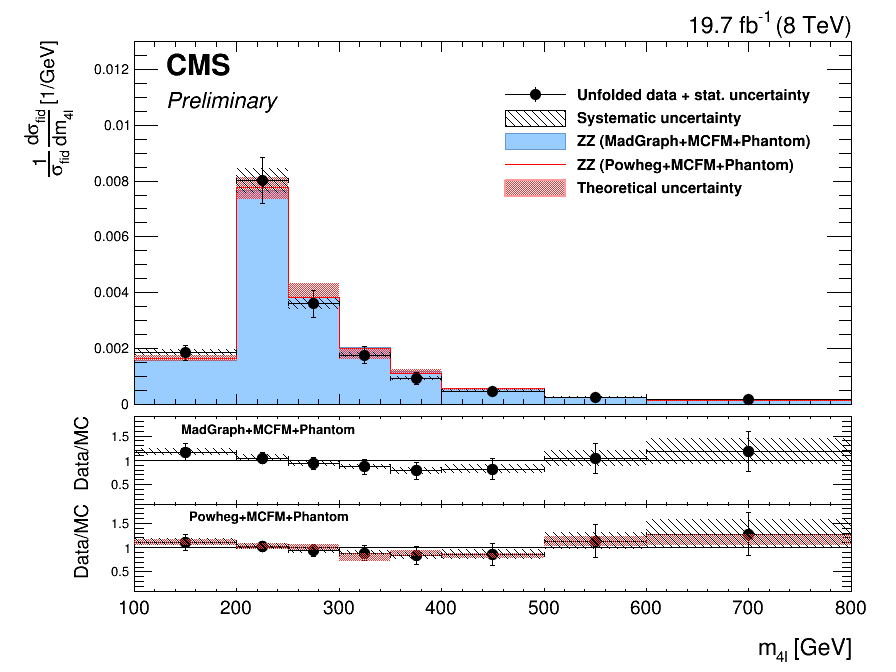 19.7 fb-1 (8 TeV)
CMS
Preliminary
1/σfid dσfid/dm4l [1/GeV]
Unfolded data + stat. uncertainty
Systematic uncertainty
ZZ (MadGraph+MCFM+Phantom)
ZZ (Powheg+MCFM+Phantom)
Theoretical uncertainty
0.012
0.01
0.008
0.006
0.004
0.002
0
MadGraph+MCFM+Phantom
Data/MC
1.5
1
0.5
Powheg+MCFM+Phantom
Data/MC
1.5
1
0.5
100 200 300 400 500 600 700 800
m4l [GeV]